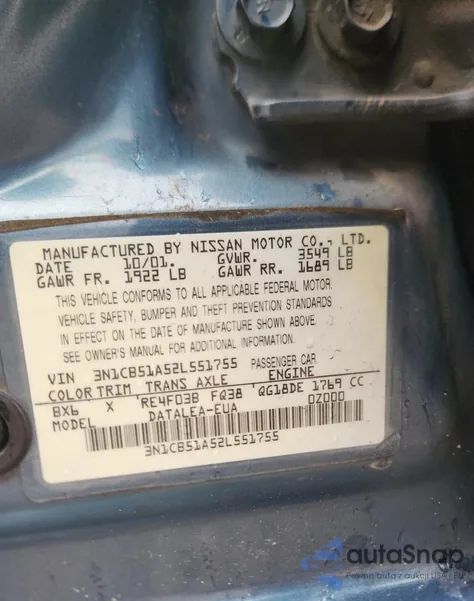 MANUFACTURED BY NISSAN MOTOR CO., LTD.
DATE 10/01. GVWR: 3549 LB
GAWR FR. 1922 LB GAWR RR. 1689 LB
THIS VEHICLE CONFORMS TO ALL APPLICABLE FEDERAL MOTOR
VEHICLE SAFETY, BUMPER AND THEFT PREVENTION STANDARDS
IN EFFECT ON THE DATE OF MANUFACTURE SHOWN ABOVE.
SEE OWNER'S MANUAL FOR ADDITIONAL INFORMATION.
VIN 3N1CB51A52L551755 PASSENGER CAR
COLOR TRIM TRANS AXLE ENGINE
BX6 X RE4F03B FQ38 QG18DE 1769 CC
MODEL DATALEA-EUA 0Z000
3N1CB51A52L551755
autoSnap